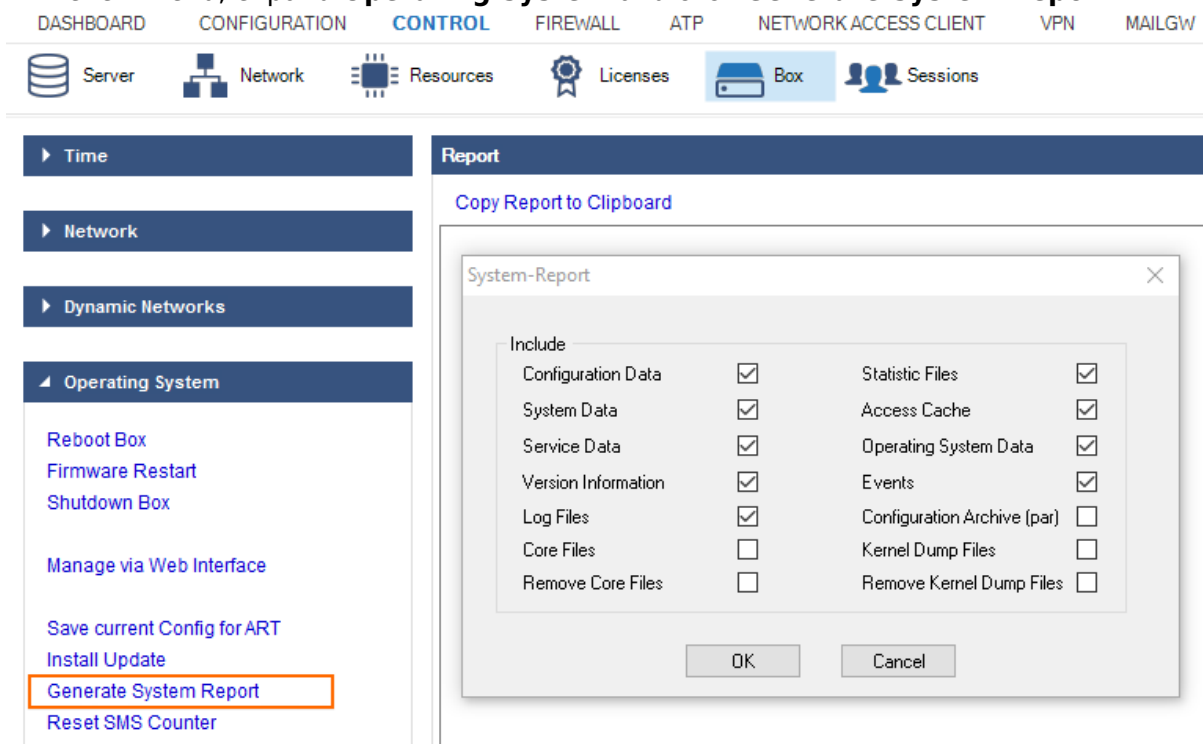 DASHBOARD CONFIGURATION CONTROL FIREWALL ATP NETWORK ACCESS CLIENT VPN MAILGW
Server Network Resources Licenses Box Sessions
Time
Network
Dynamic Networks
Operating System
Reboot Box
Firmware Restart
Shutdown Box
Manage via Web Interface
Save current Config for ART
Install Update
Generate System Report
Reset SMS Counter
Report
Copy Report to Clipboard
System-Report
Include
Configuration Data Statistic Files
System Data Access Cache
Service Data Operating System Data
Version Information Events
Log Files Configuration Archive (par)
Core Files Kernel Dump Files
Remove Core Files Remove Kernel Dump Files
OK Cancel